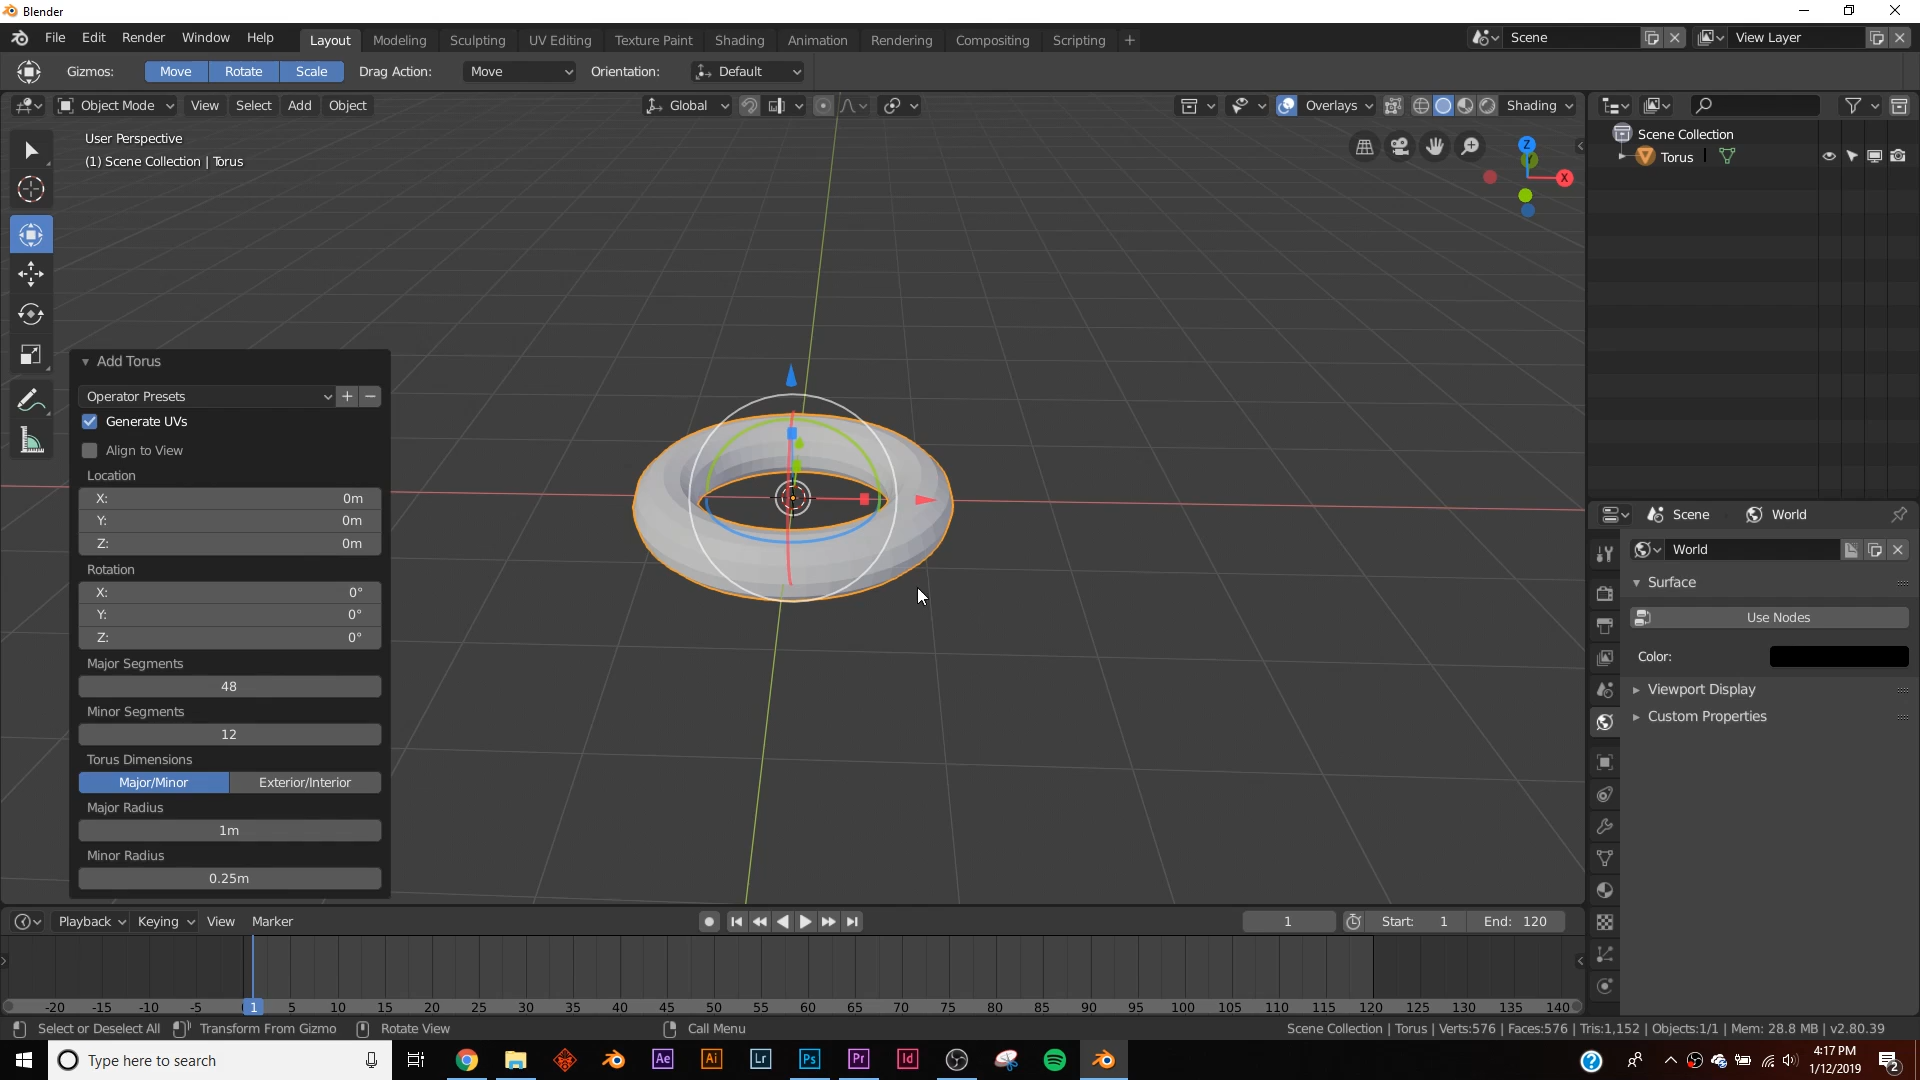 Blender
File Edit Render Window Help
Layout Modeling Sculpting UV Editing Texture Paint Shading Animation Rendering Compositing Scripting +
Scene
View Layer
Gizmos: Move Rotate Scale Drag Action: Move Orientation: Default
Object Mode View Select Add Object
Global
Overlays
Shading
User Perspective
(1) Scene Collection | Torus
Z
X
Scene Collection
Torus
Add Torus
Operator Presets
Generate UVs
Align to View
Location
X: 0m
Y: 0m
Z: 0m
Rotation
X: 0°
Y: 0°
Z: 0°
Major Segments
48
Minor Segments
12
Torus Dimensions
Major/Minor Exterior/Interior
Major Radius
1m
Minor Radius
0.25m
Scene World
World
Surface
Use Nodes
Color:
Viewport Display
Custom Properties
Playback Keying View Marker
1
Start: 1 End: 120
-20 -15 -10 -5 1 5 10 15 20 25 30 35 40 45 50 55 60 65 70 75 80 85 90 95 100 105 110 115 120 125 130 135 140
Select or Deselect All Transform From Gizmo Rotate View Call Menu
Scene Collection | Torus | Verts:576 | Faces:576 | Tris:1,152 | Objects:1/1 | Mem: 28.8 MB | v2.80.39
Type here to search
Ae Ai Lr Ps Pr Id
4:17 PM
1/12/2019
2